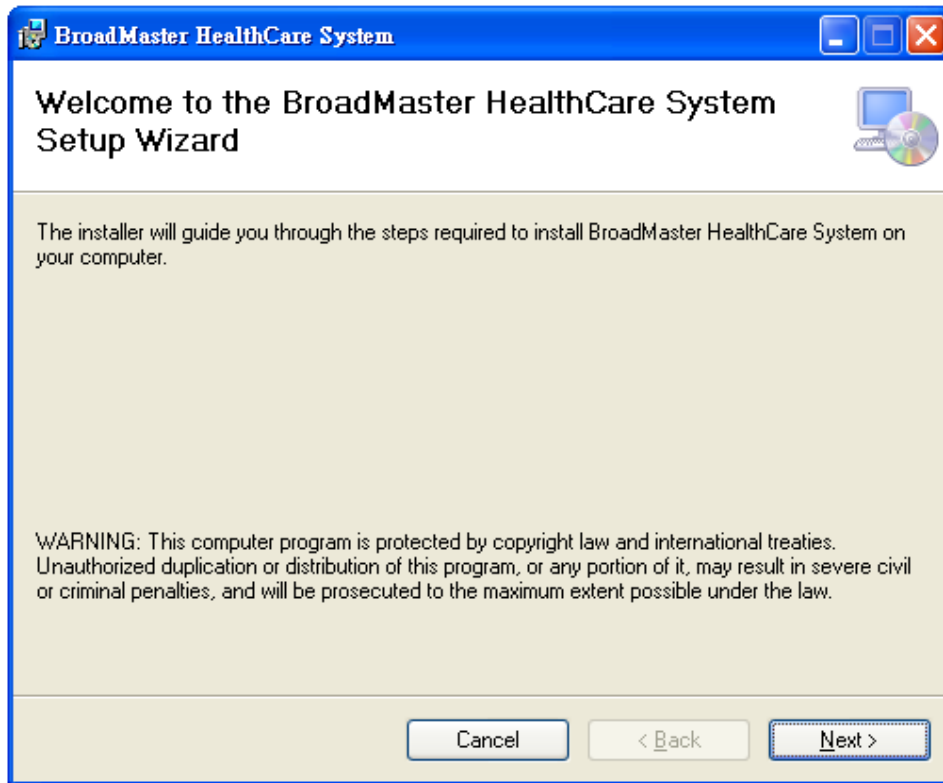 BroadMaster HealthCare System
Welcome to the BroadMaster HealthCare System
Setup Wizard
The installer will guide you through the steps required to install BroadMaster HealthCare System on
your computer.
WARNING: This computer program is protected by copyright law and international treaties.
Unauthorized duplication or distribution of this program, or any portion of it, may result in severe civil
or criminal penalties, and will be prosecuted to the maximum extent possible under the law.
Cancel
< Back
Next >